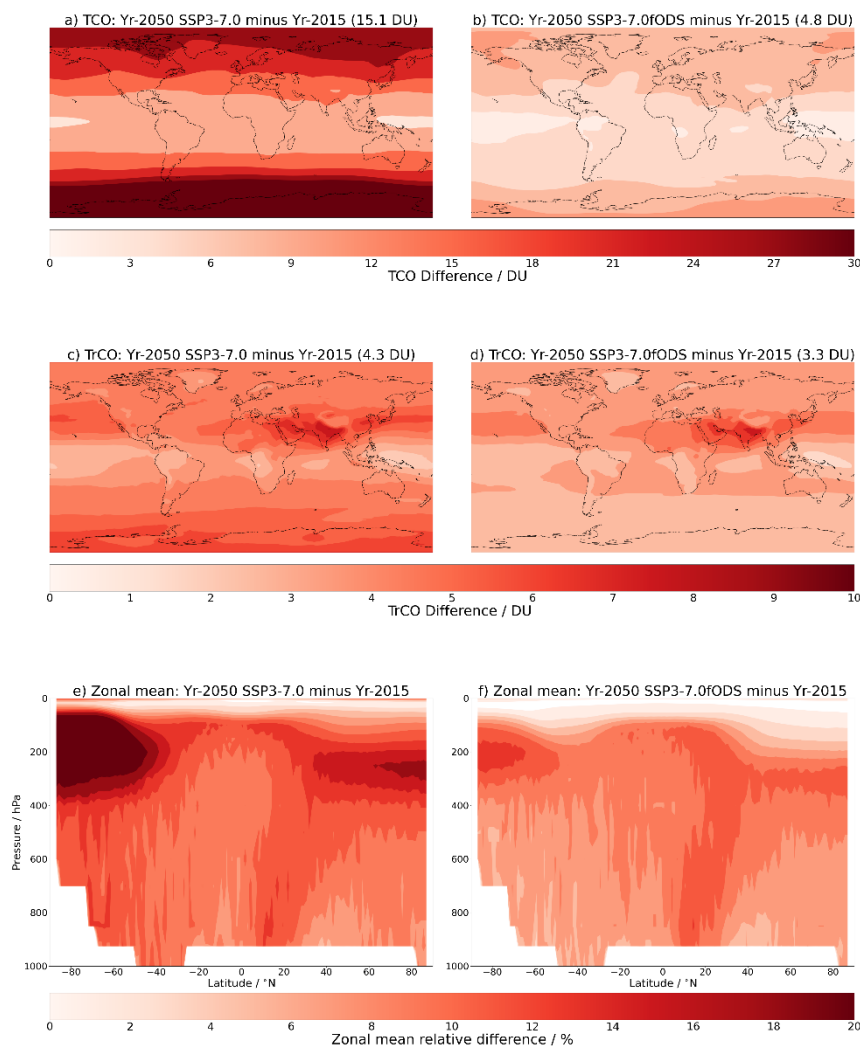 a) TCO: Yr-2050 SSP3-7.0 minus Yr-2015 (15.1 DU)
b) TCO: Yr-2050 SSP3-7.0fODS minus Yr-2015 (4.8 DU)
0 3 6 9 12 15 18 21 24 27 30
TCO Difference / DU
c) TrCO: Yr-2050 SSP3-7.0 minus Yr-2015 (4.3 DU)
d) TrCO: Yr-2050 SSP3-7.0fODS minus Yr-2015 (3.3 DU)
0 1 2 3 4 5 6 7 8 9 10
TrCO Difference / DU
e) Zonal mean: Yr-2050 SSP3-7.0 minus Yr-2015
f) Zonal mean: Yr-2050 SSP3-7.0fODS minus Yr-2015
0
200
400
600
800
1000
Pressure / hPa
−80 −60 −40 −20 0 20 40 60 80
Latitude / °N
−80 −60 −40 −20 0 20 40 60 80
Latitude / °N
0 2 4 6 8 10 12 14 16 18 20
Zonal mean relative difference / %